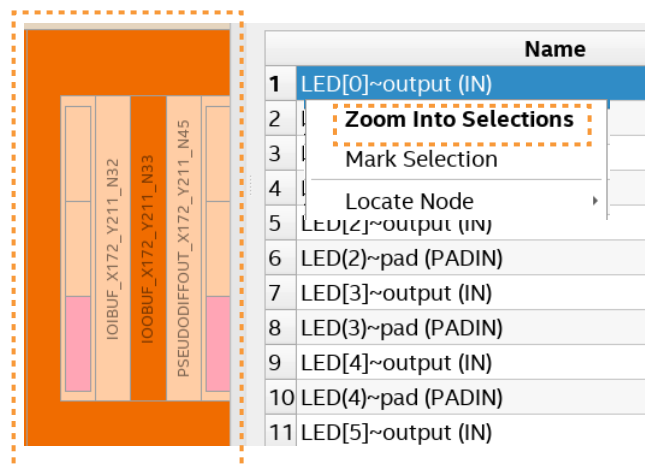 IOIBUF_X172_Y211_N32
IOOBUF_X172_Y211_N33
PSEUDODIFFOUT_X172_Y211_N45
Name
1 LED[0]~output (IN)
2
Zoom Into Selections
3
Mark Selection
4
Locate Node
5 LED[2]~output (IN)
6 LED(2)~pad (PADIN)
7 LED[3]~output (IN)
8 LED(3)~pad (PADIN)
9 LED[4]~output (IN)
10 LED(4)~pad (PADIN)
11 LED[5]~output (IN)